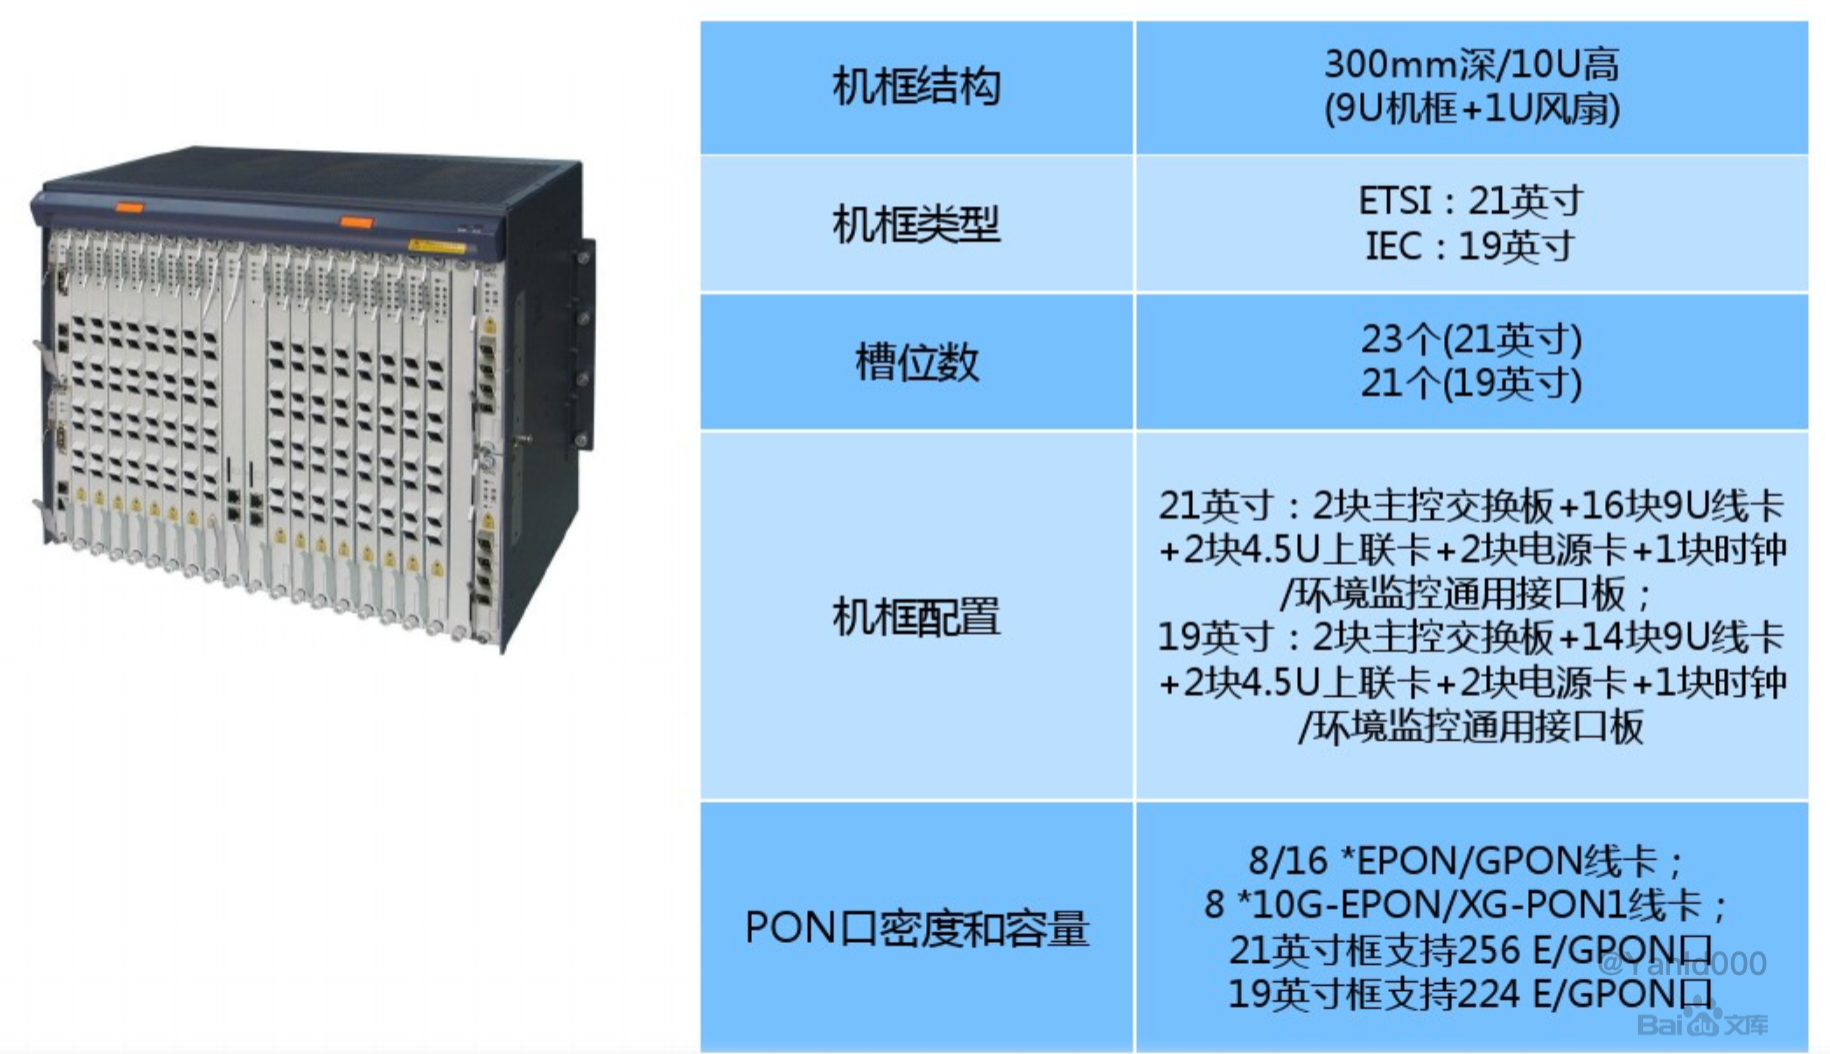 机框结构
300mm深/10U高
(9U机框+1U风扇)
机框类型
ETSI：21英寸
IEC：19英寸
槽位数
23个(21英寸)
21个(19英寸)
机框配置
21英寸：2块主控交换板+16块9U线卡
+2块4.5U上联卡+2块电源卡+1块时钟
/环境监控通用接口板；
19英寸：2块主控交换板+14块9U线卡
+2块4.5U上联卡+2块电源卡+1块时钟
/环境监控通用接口板
PON口密度和容量
8/16 *EPON/GPON线卡；
8 *10G-EPON/XG-PON1线卡；
21英寸框支持256 E/GPON口
19英寸框支持224 E/GPON口
Bai du 文库